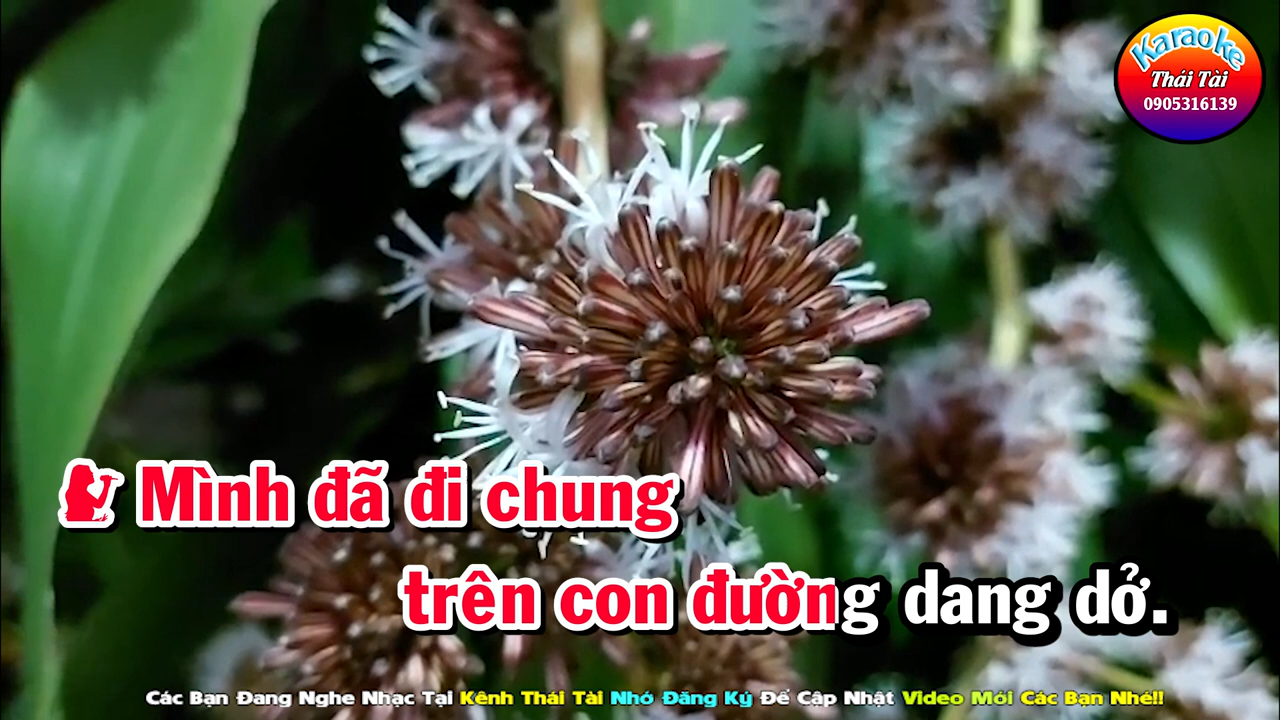 Karaoke
Thái Tài
0905316139
Mình đã đi chung
trên con đường dang dở.
Các Bạn Đang Nghe Nhạc Tại Kênh Thái Tài Nhớ Đăng Ký Để Cập Nhật Video Mới Các Bạn Nhé!!